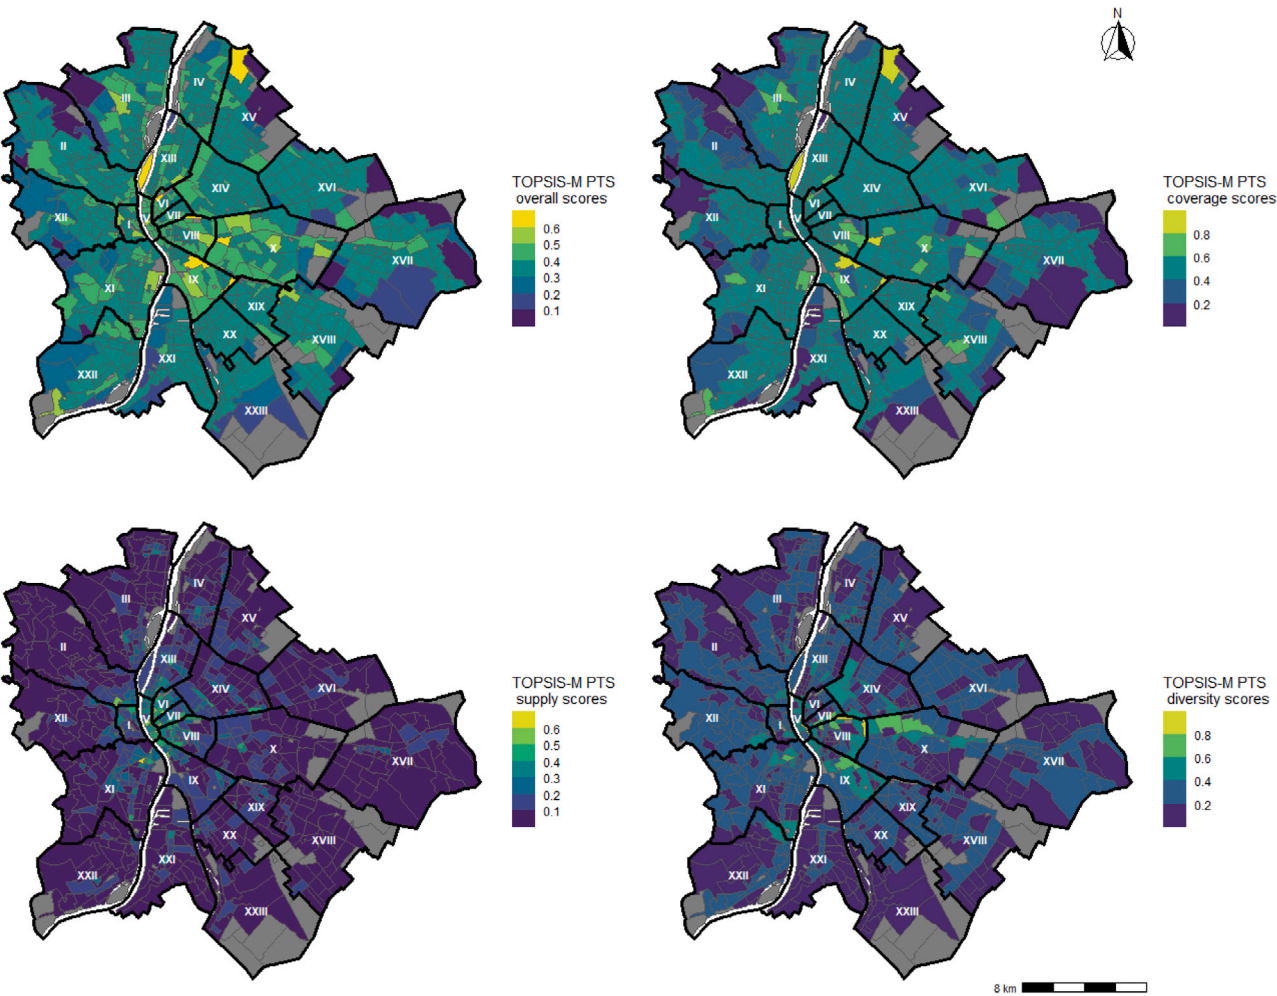 N
III
IV
XV
II
XIII
XIV
XVI
XII
I
V
VI
VII
VIII
X
XVII
XI
IX
XIX
XX
XVIII
XXI
XXII
XXIII
TOPSIS-M PTS
overall scores
0.6
0.5
0.4
0.3
0.2
0.1
III
IV
XV
II
XIII
XIV
XVI
XII
I
V
VI
VII
VIII
X
XVII
XI
IX
XIX
XX
XVIII
XXI
XXII
XXIII
TOPSIS-M PTS
coverage scores
0.8
0.6
0.4
0.2
III
IV
XV
II
XIII
XIV
XVI
XII
I
V
VI
VII
VIII
X
XVII
XI
IX
XIX
XX
XVIII
XXI
XXII
XXIII
TOPSIS-M PTS
supply scores
0.6
0.5
0.4
0.3
0.2
0.1
III
IV
XV
II
XIII
XIV
XVI
XII
I
V
VI
VII
VIII
X
XVII
XI
IX
XIX
XX
XVIII
XXI
XXII
XXIII
TOPSIS-M PTS
diversity scores
0.8
0.6
0.4
0.2
8 km